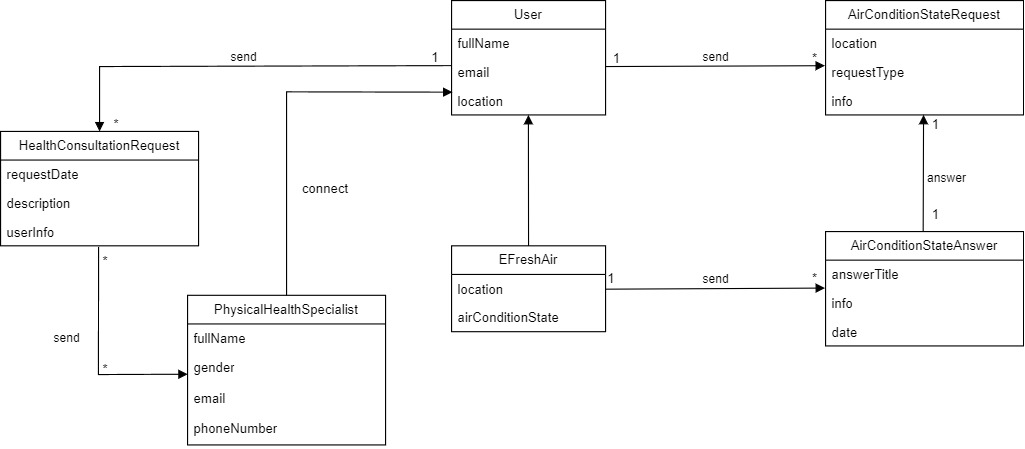 User
fullName
email
location
AirConditionStateRequest
location
requestType
info
send
1
1
send
*
*
HealthConsultationRequest
requestDate
description
userInfo
connect
1
answer
1
EFreshAir
location
airConditionState
1
send
*
AirConditionStateAnswer
answerTitle
info
date
*
send
*
PhysicalHealthSpecialist
fullName
gender
email
phoneNumber